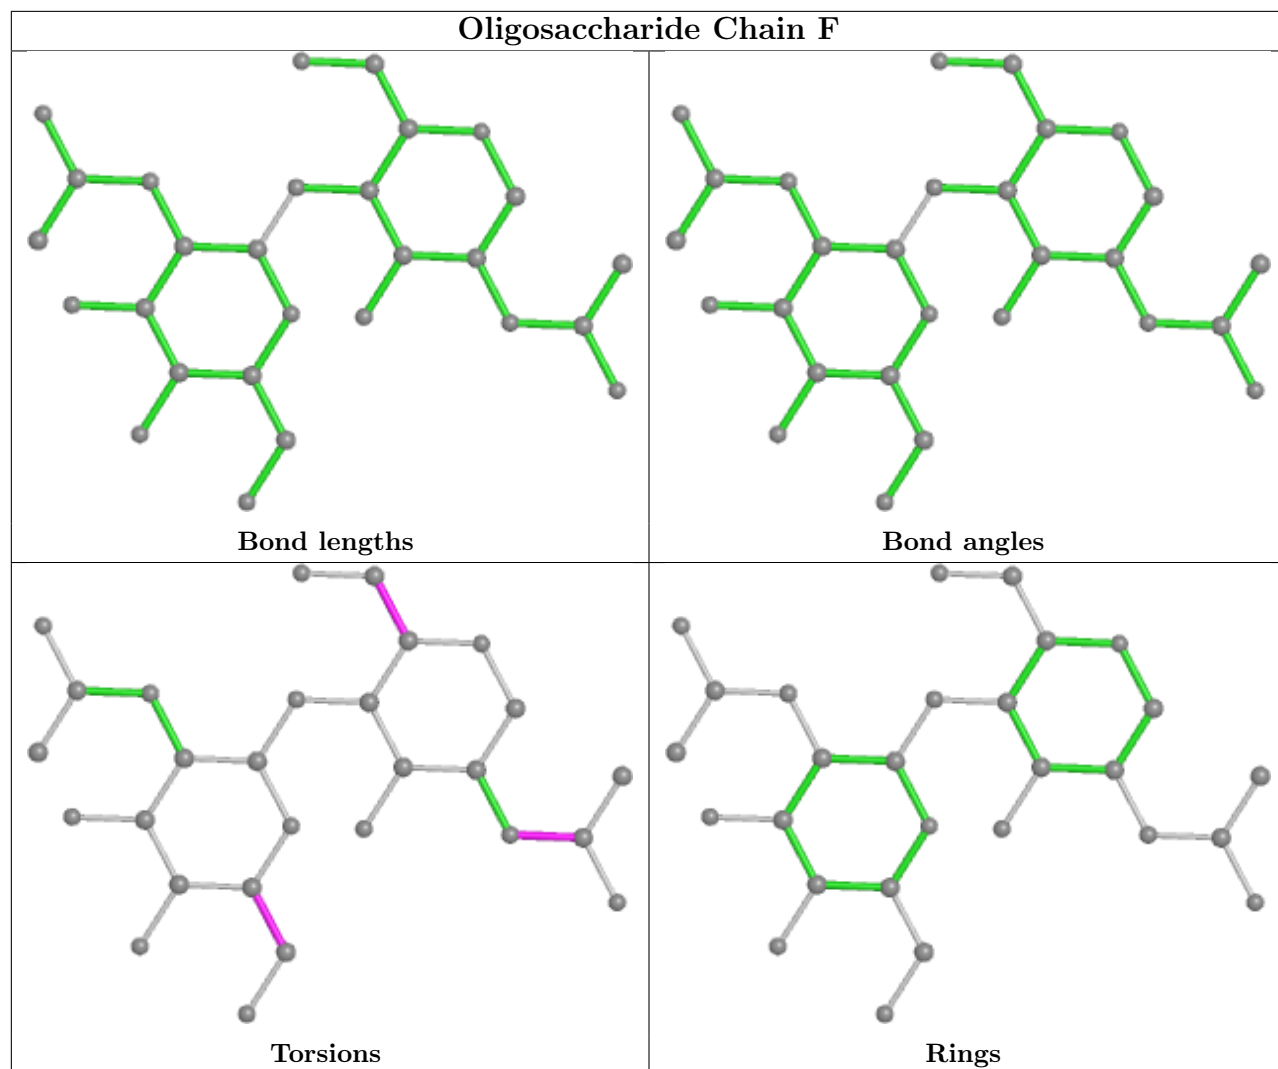 Oligosaccharide Chain F
Bond lengths
Bond angles
Torsions
Rings